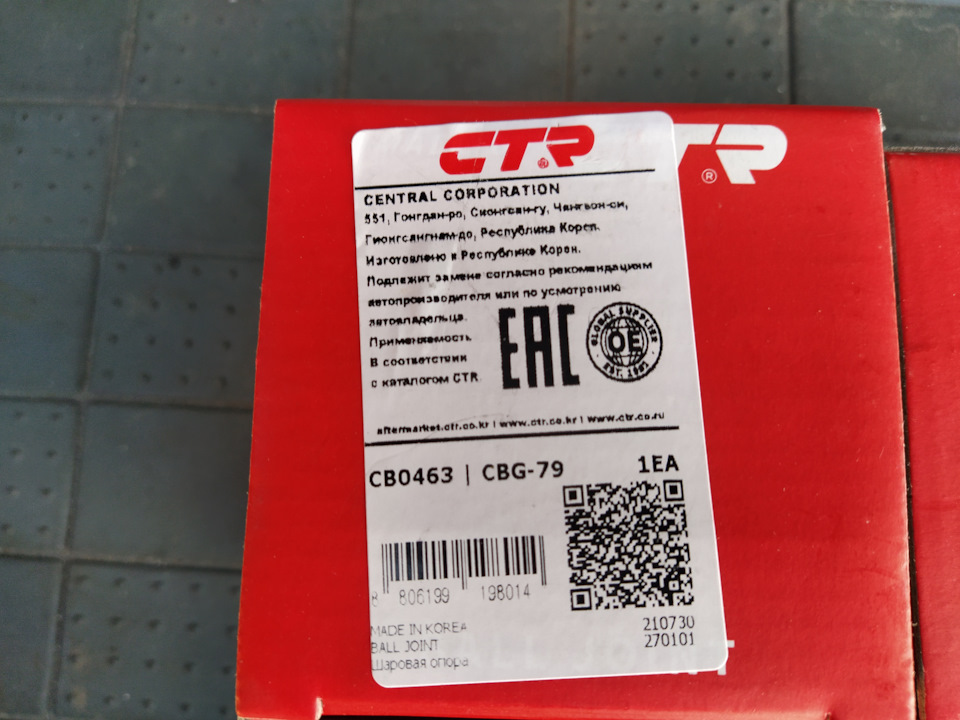 CTR®
TR®
CENTRAL CORPORATION
551, Гонгдан-ро, Сионгсан-гу, Чангвон-си,
Гионгсангнам-до, Республика Корея.
Изготовлено в Республике Корея.
Подлежит замене согласно рекомендациям
автопроизводителя или по усмотрению
автовладельца.
Применяемость
В соответствии
с каталогом CTR
EAC
GLOBAL SUPPLIER
OE
EST. 1971
aftermarket.ctr.co.kr | www.ctr.co.kr | www.ctr.co.ru
CB0463 | CBG-79 1EA
8 806199 198014
MADE IN KOREA
BALL JOINT
Шаровая опора
210730
270101